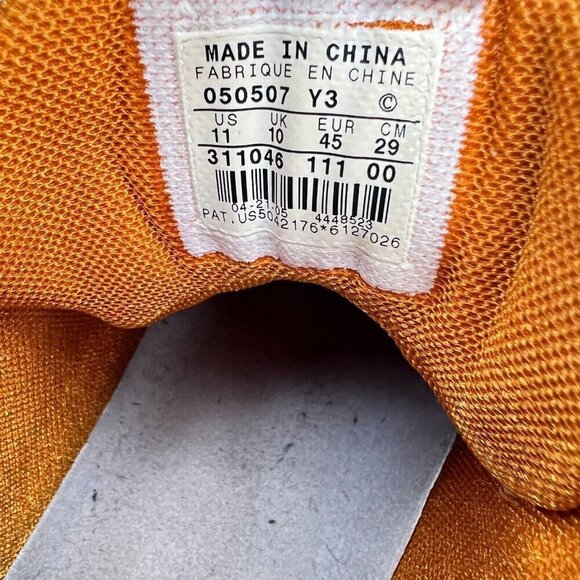 MADE IN CHINA
FABRIQUE EN CHINE
050507 Y3 ©
US UK EUR CM
11 10 45 29
311046 111 00
04-21-05 4448523
PAT.US5042176*6127026